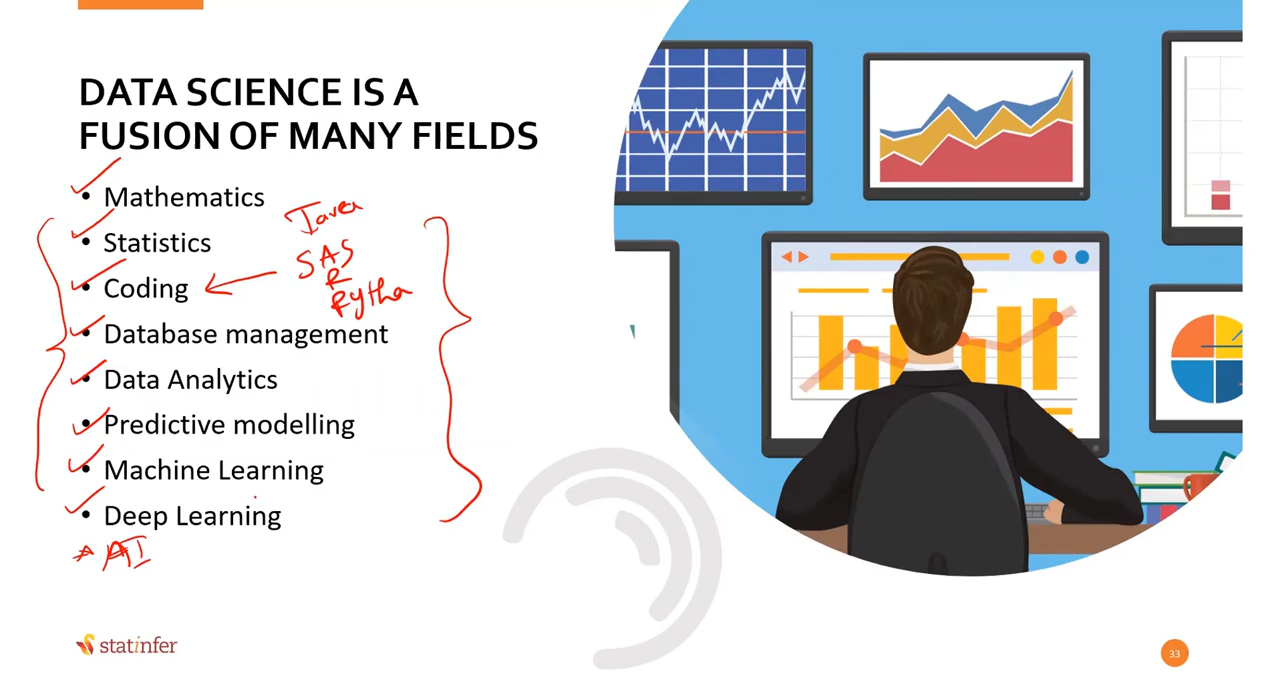 DATA SCIENCE IS A
FUSION OF MANY FIELDS
• Mathematics
• Statistics
• Coding
• Database management
• Data Analytics
• Predictive modelling
• Machine Learning
• Deep Learning
AI
Java
SAS
R
Python
statinfer
33